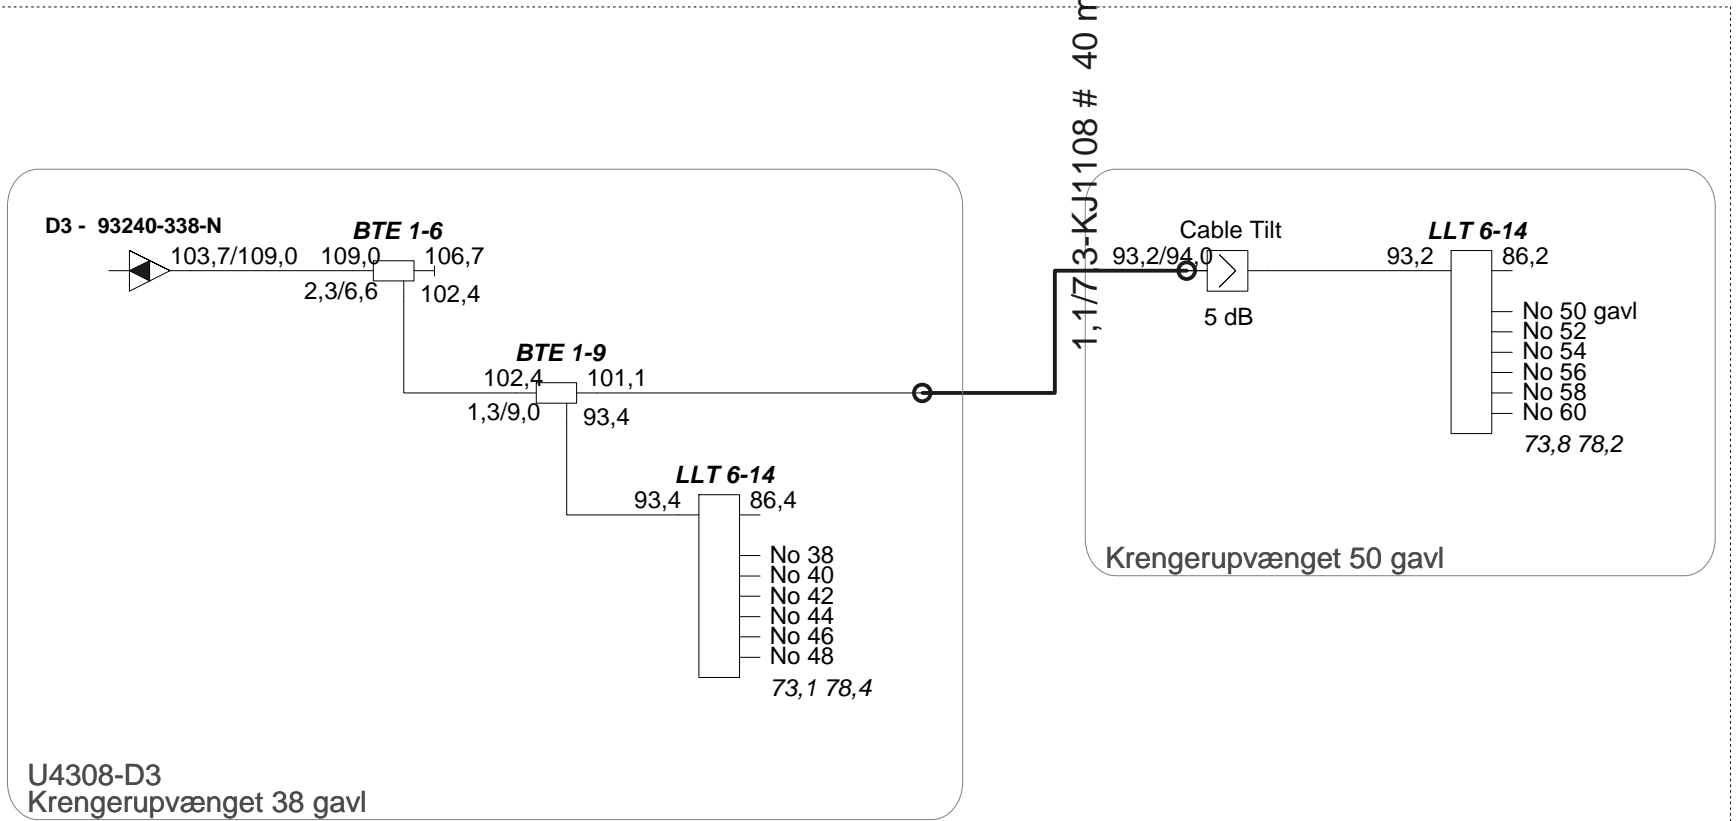 1,1/7,3-KJ1108 # 40 m
D3 - 93240-338-N
BTE 1-6
103,7/109,0
109,0
106,7
2,3/6,6
102,4
BTE 1-9
102,4
101,1
1,3/9,0
93,4
LLT 6-14
93,4
86,4
No 38
No 40
No 42
No 44
No 46
No 48
73,1 78,4
U4308-D3
Krengerupvænget 38 gavl
Cable Tilt
93,2/94,0
5 dB
LLT 6-14
93,2
86,2
No 50 gavl
No 52
No 54
No 56
No 58
No 60
73,8 78,2
Krengerupvænget 50 gavl